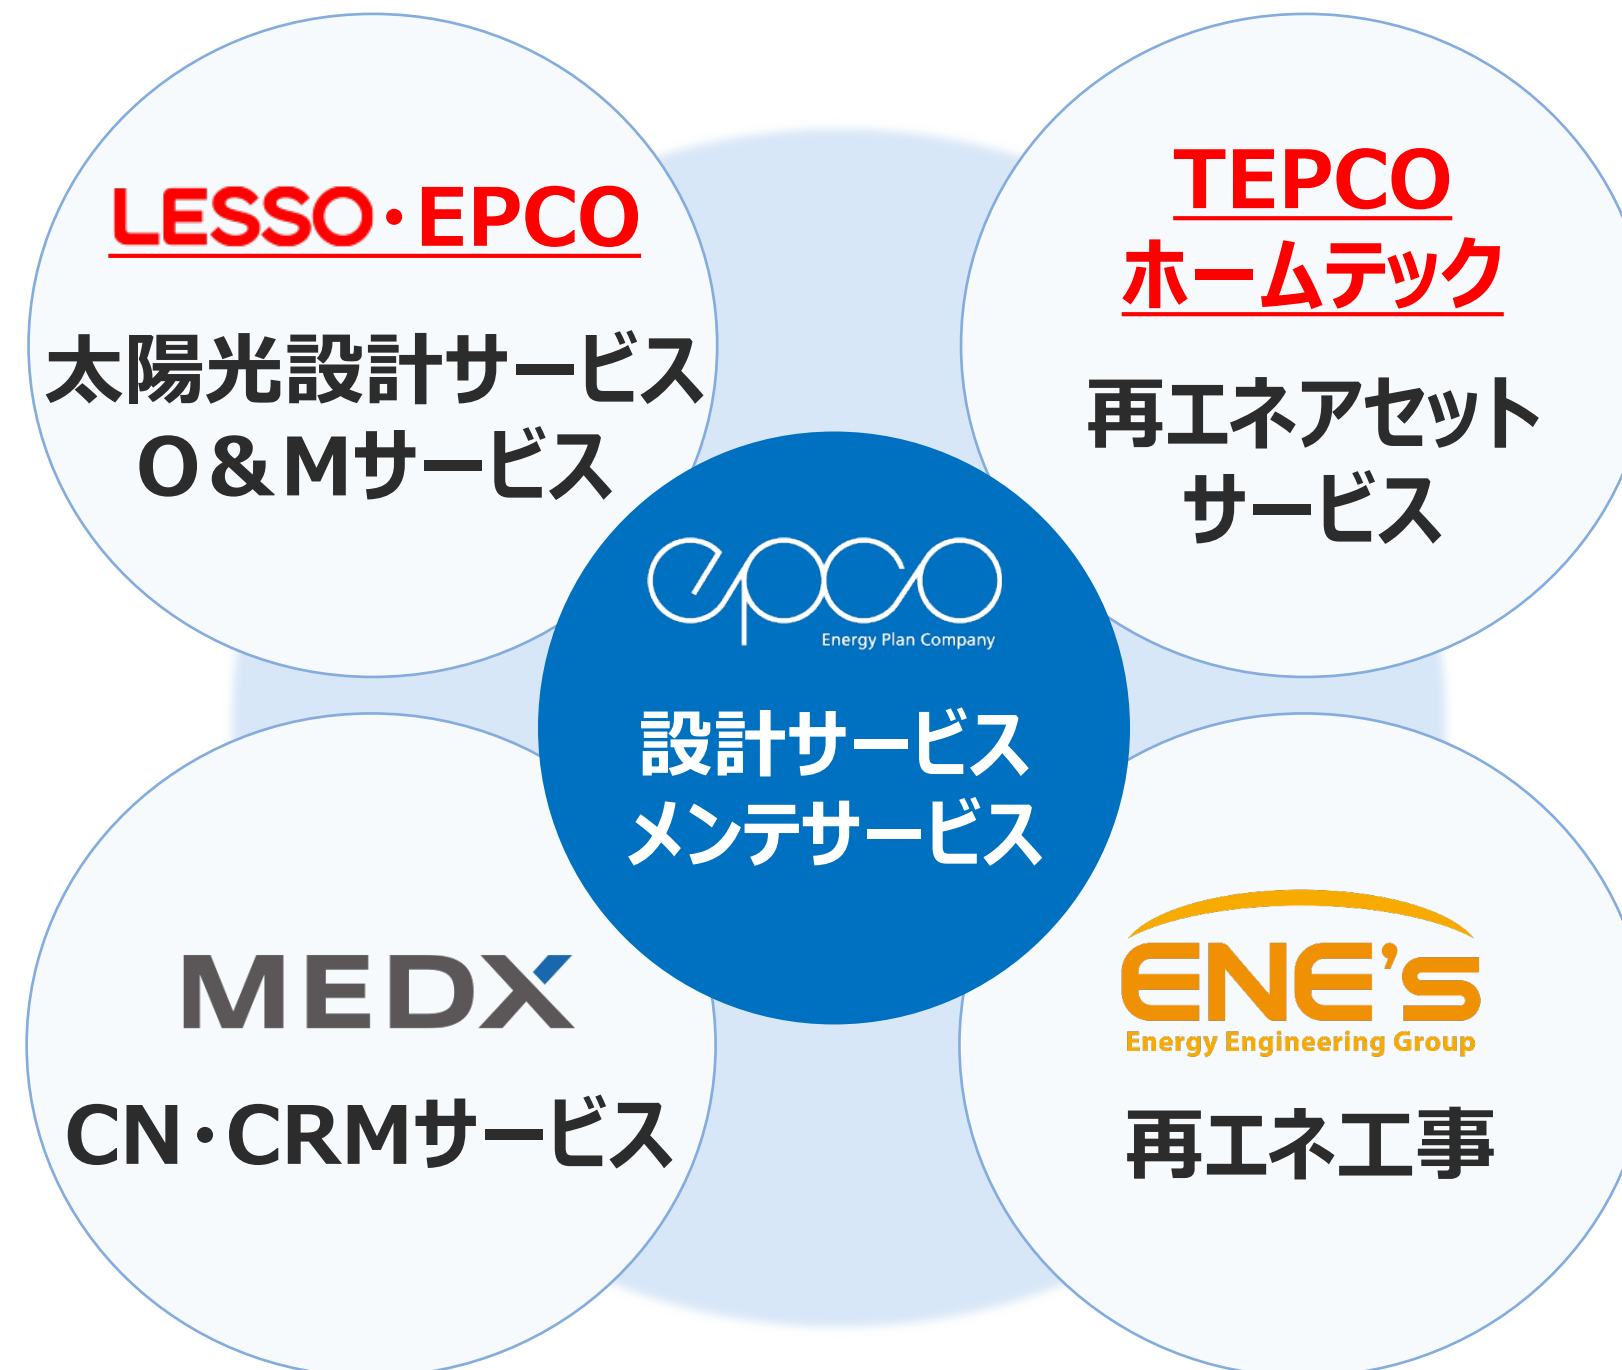 LESSO・EPCO
太陽光設計サービス
O&Mサービス
TEPCO
ホームテック
再エネアセット
サービス
epco
Energy Plan Company
設計サービス
メンテサービス
MEDX
CN・CRMサービス
ENE's
Energy Engineering Group
再エネ工事